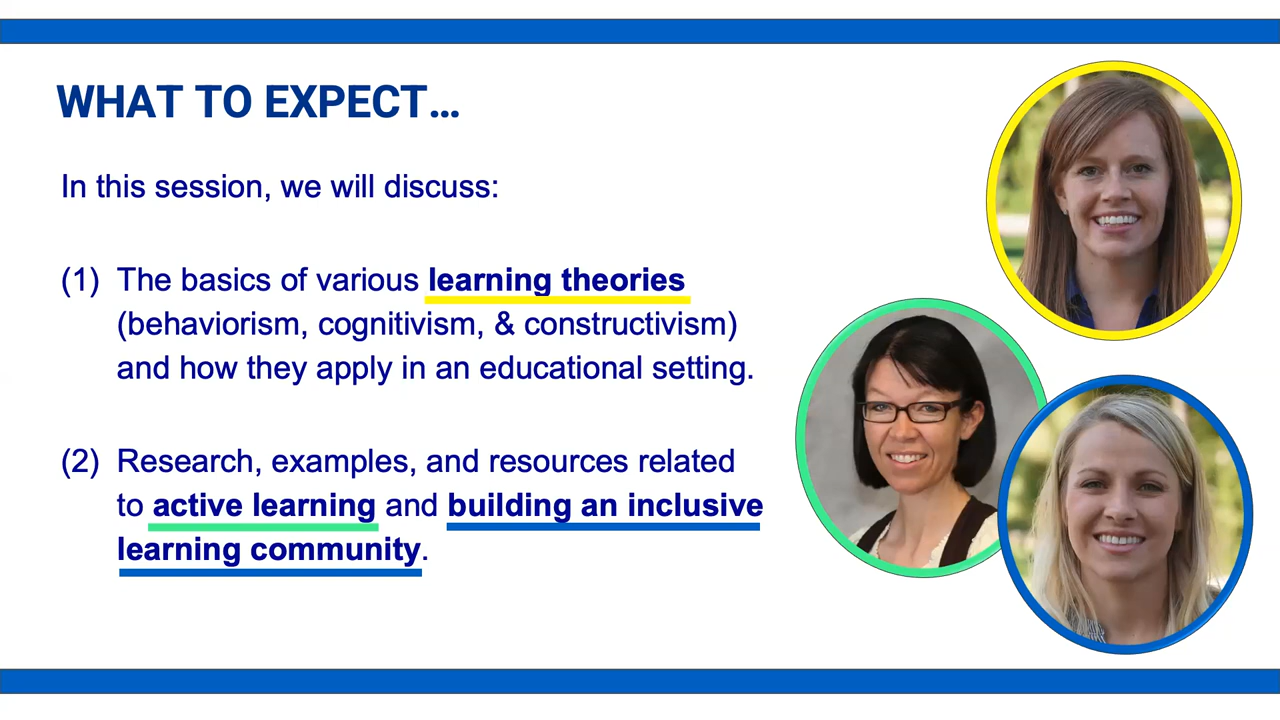 WHAT TO EXPECT...
In this session, we will discuss:
(1) The basics of various learning theories
(behaviorism, cognitivism, & constructivism)
and how they apply in an educational setting.
(2) Research, examples, and resources related
to active learning and building an inclusive
learning community.